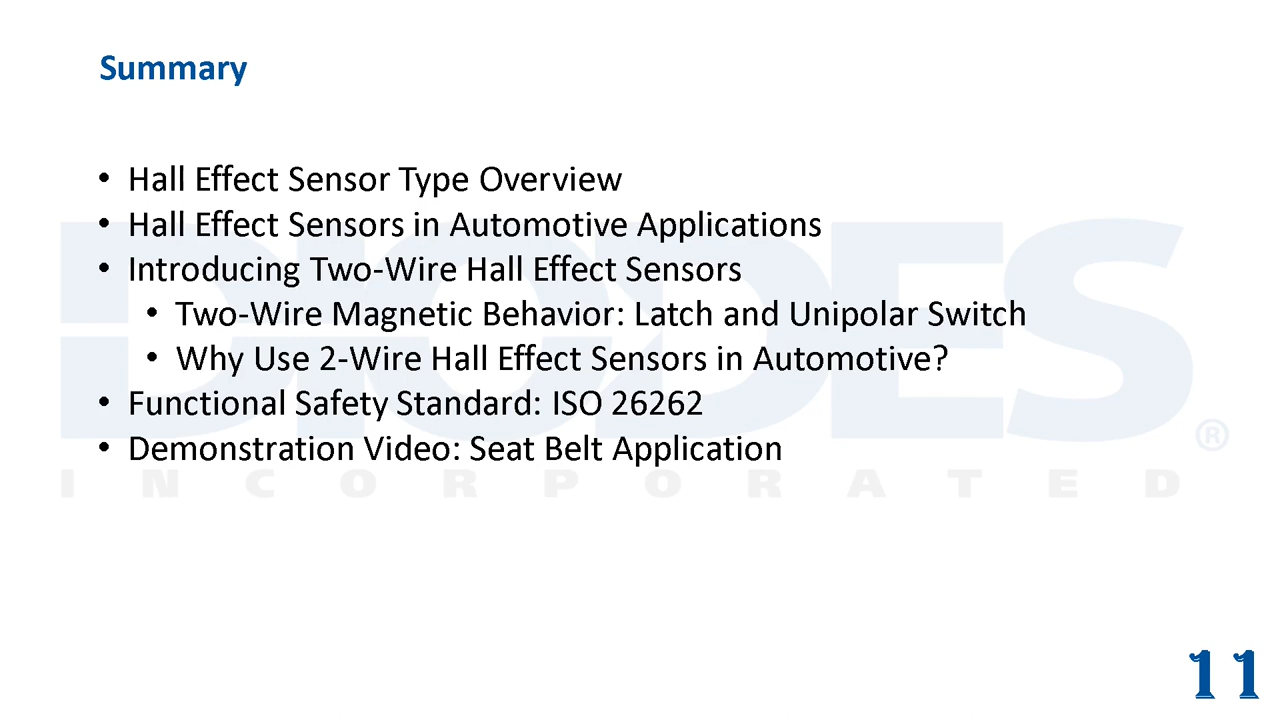 Summary
• Hall Effect Sensor Type Overview
• Hall Effect Sensors in Automotive Applications
• Introducing Two-Wire Hall Effect Sensors
• Two-Wire Magnetic Behavior: Latch and Unipolar Switch
• Why Use 2-Wire Hall Effect Sensors in Automotive?
• Functional Safety Standard: ISO 26262
• Demonstration Video: Seat Belt Application
DIODES®
INCORPORATED
11